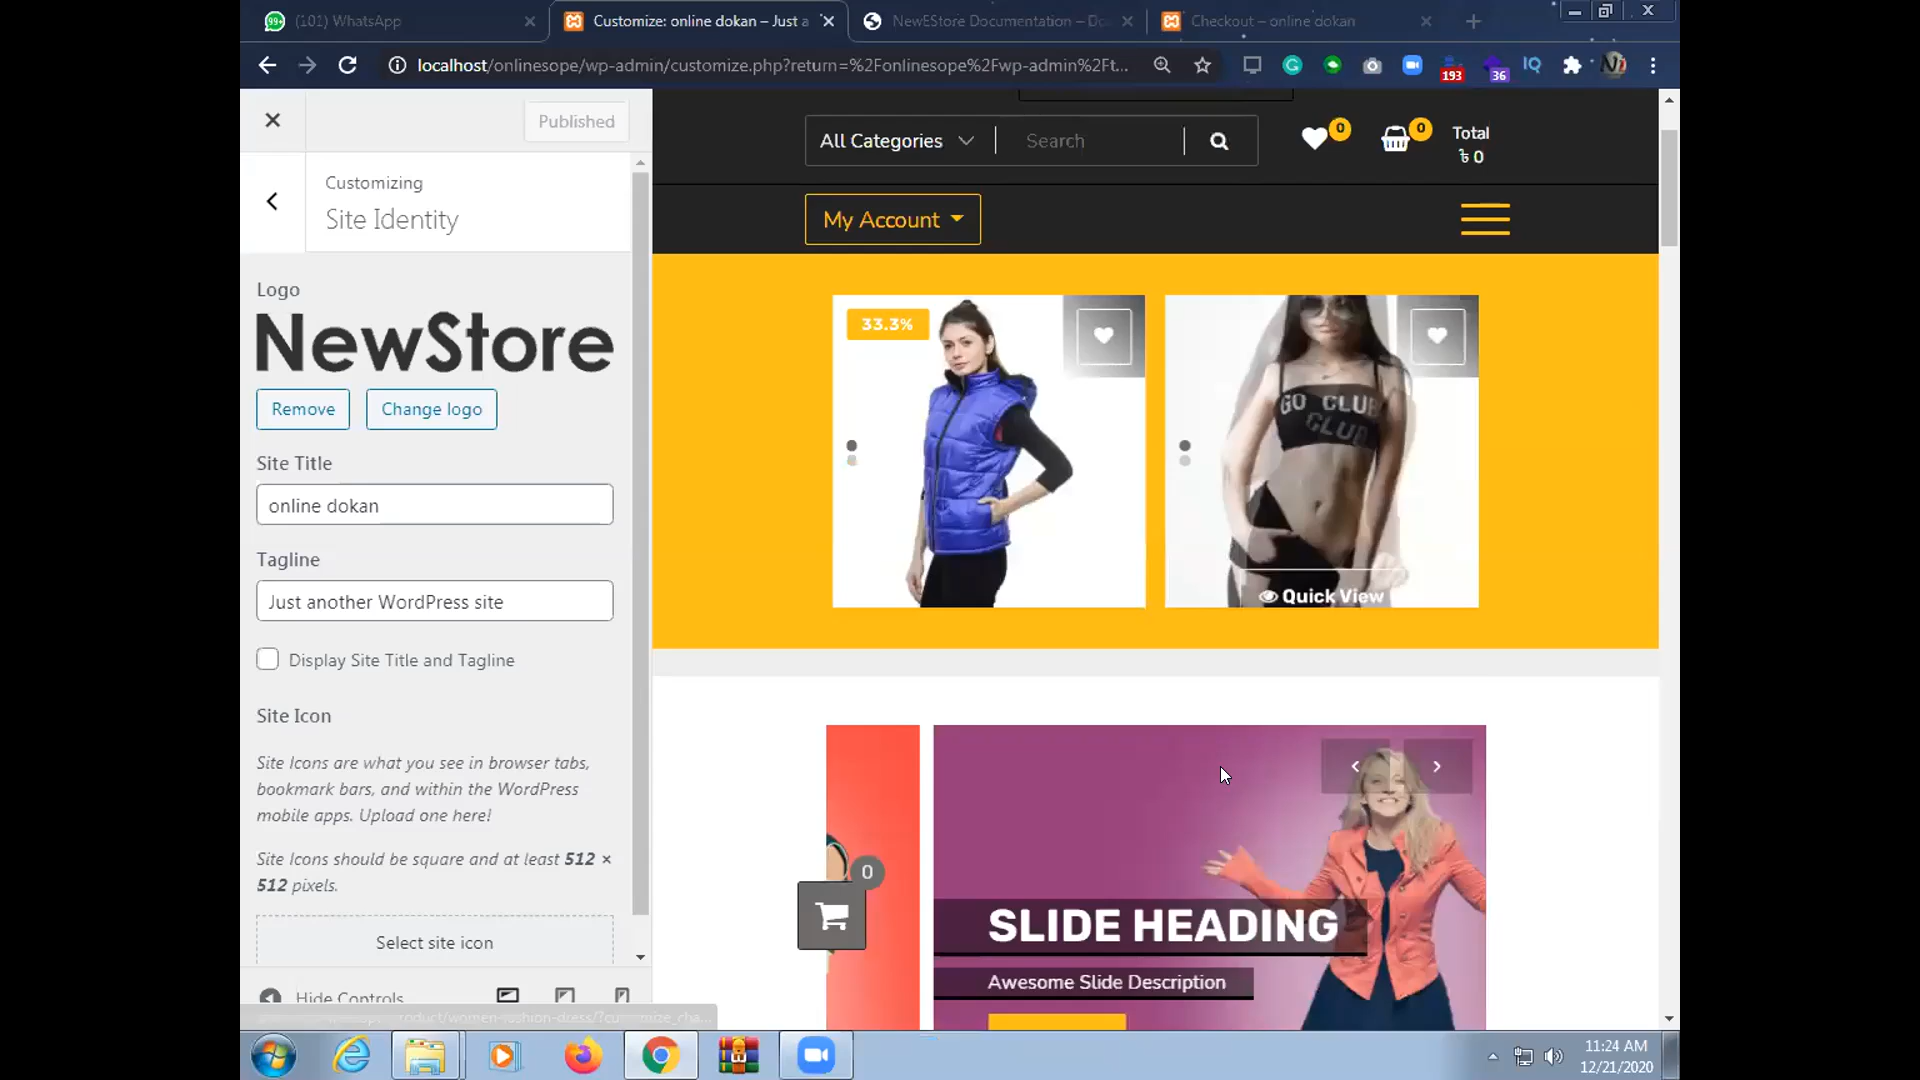 (101) WhatsApp
Customize: online dokan – Just a
NewEStore Documentation – Do
Checkout – online dokan
localhost/onlinesope/wp-admin/customize.php?return=%2Fonlinesope%2Fwp-admin%2Ft...
193
36
IQ
Published
Customizing
Site Identity
Logo
NewStore
Remove
Change logo
Site Title
online dokan
Tagline
Just another WordPress site
Display Site Title and Tagline
Site Icon
Site Icons are what you see in browser tabs,
bookmark bars, and within the WordPress
mobile apps. Upload one here!
Site Icons should be square and at least 512 ×
512 pixels.
Select site icon
Hide Controls
All Categories
Search
0
0
Total
৳ 0
My Account
33.3%
GO CLUB
CLUB
Quick View
0
SLIDE HEADING
Awesome Slide Description
11:24 AM
12/21/2020